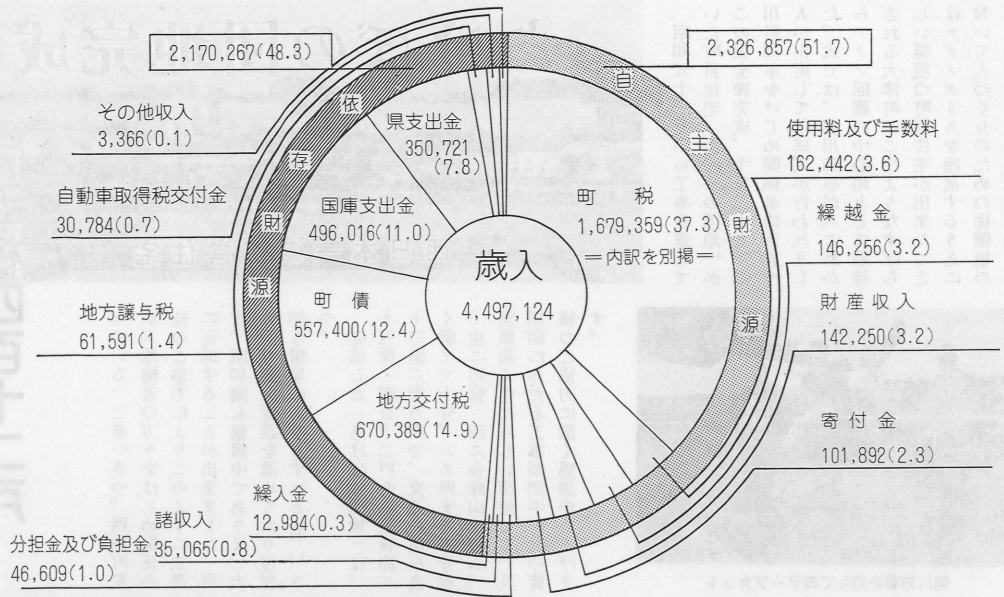 2,170,267(48.3)
2,326,857(51.7)
依存財源
自主財源
その他収入
3,366(0.1)
自動車取得税交付金
30,784(0.7)
地方譲与税
61,591(1.4)
県支出金
350,721
(7.8)
国庫支出金
496,016(11.0)
町債
557,400(12.4)
地方交付税
670,389(14.9)
歳入
4,497,124
町税
1,679,359(37.3)
=内訳を別掲=
使用料及び手数料
162,442(3.6)
繰越金
146,256(3.2)
財産収入
142,250(3.2)
寄付金
101,892(2.3)
繰入金
12,984(0.3)
諸収入
35,065(0.8)
分担金及び負担金
46,609(1.0)